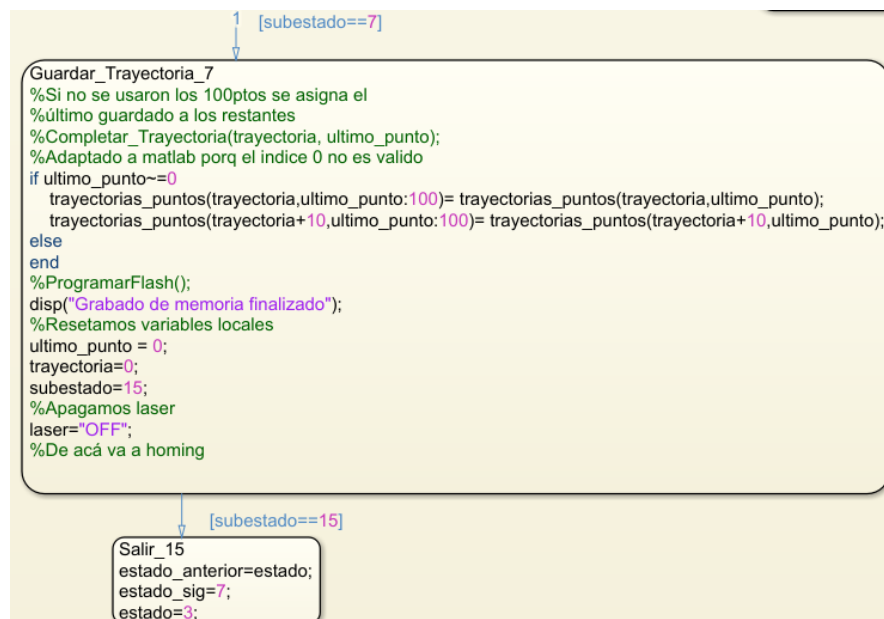 1
[subestado==7]
Guardar_Trayectoria_7
%Si no se usaron los 100ptos se asigna el
%último guardado a los restantes
%Completar_Trayectoria(trayectoria, ultimo_punto);
%Adaptado a matlab porq el indice 0 no es valido
if ultimo_punto~=0
    trayectorias_puntos(trayectoria,ultimo_punto:100)= trayectorias_puntos(trayectoria,ultimo_punto);
    trayectorias_puntos(trayectoria+10,ultimo_punto:100)= trayectorias_puntos(trayectoria+10,ultimo_punto);
else
end
%ProgramarFlash();
disp("Grabado de memoria finalizado");
%Resetamos variables locales
ultimo_punto = 0;
trayectoria=0;
subestado=15;
%Apagamos laser
laser="OFF";
%De acá va a homing
[subestado==15]
Salir_15
estado_anterior=estado;
estado_sig=7;
estado=3;